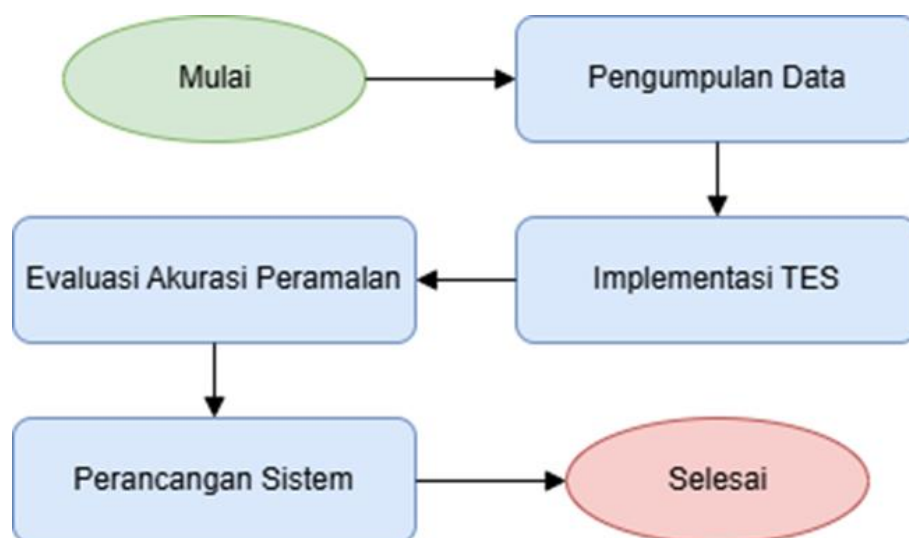 Mulai
Pengumpulan Data
Implementasi TES
Evaluasi Akurasi Peramalan
Perancangan Sistem
Selesai